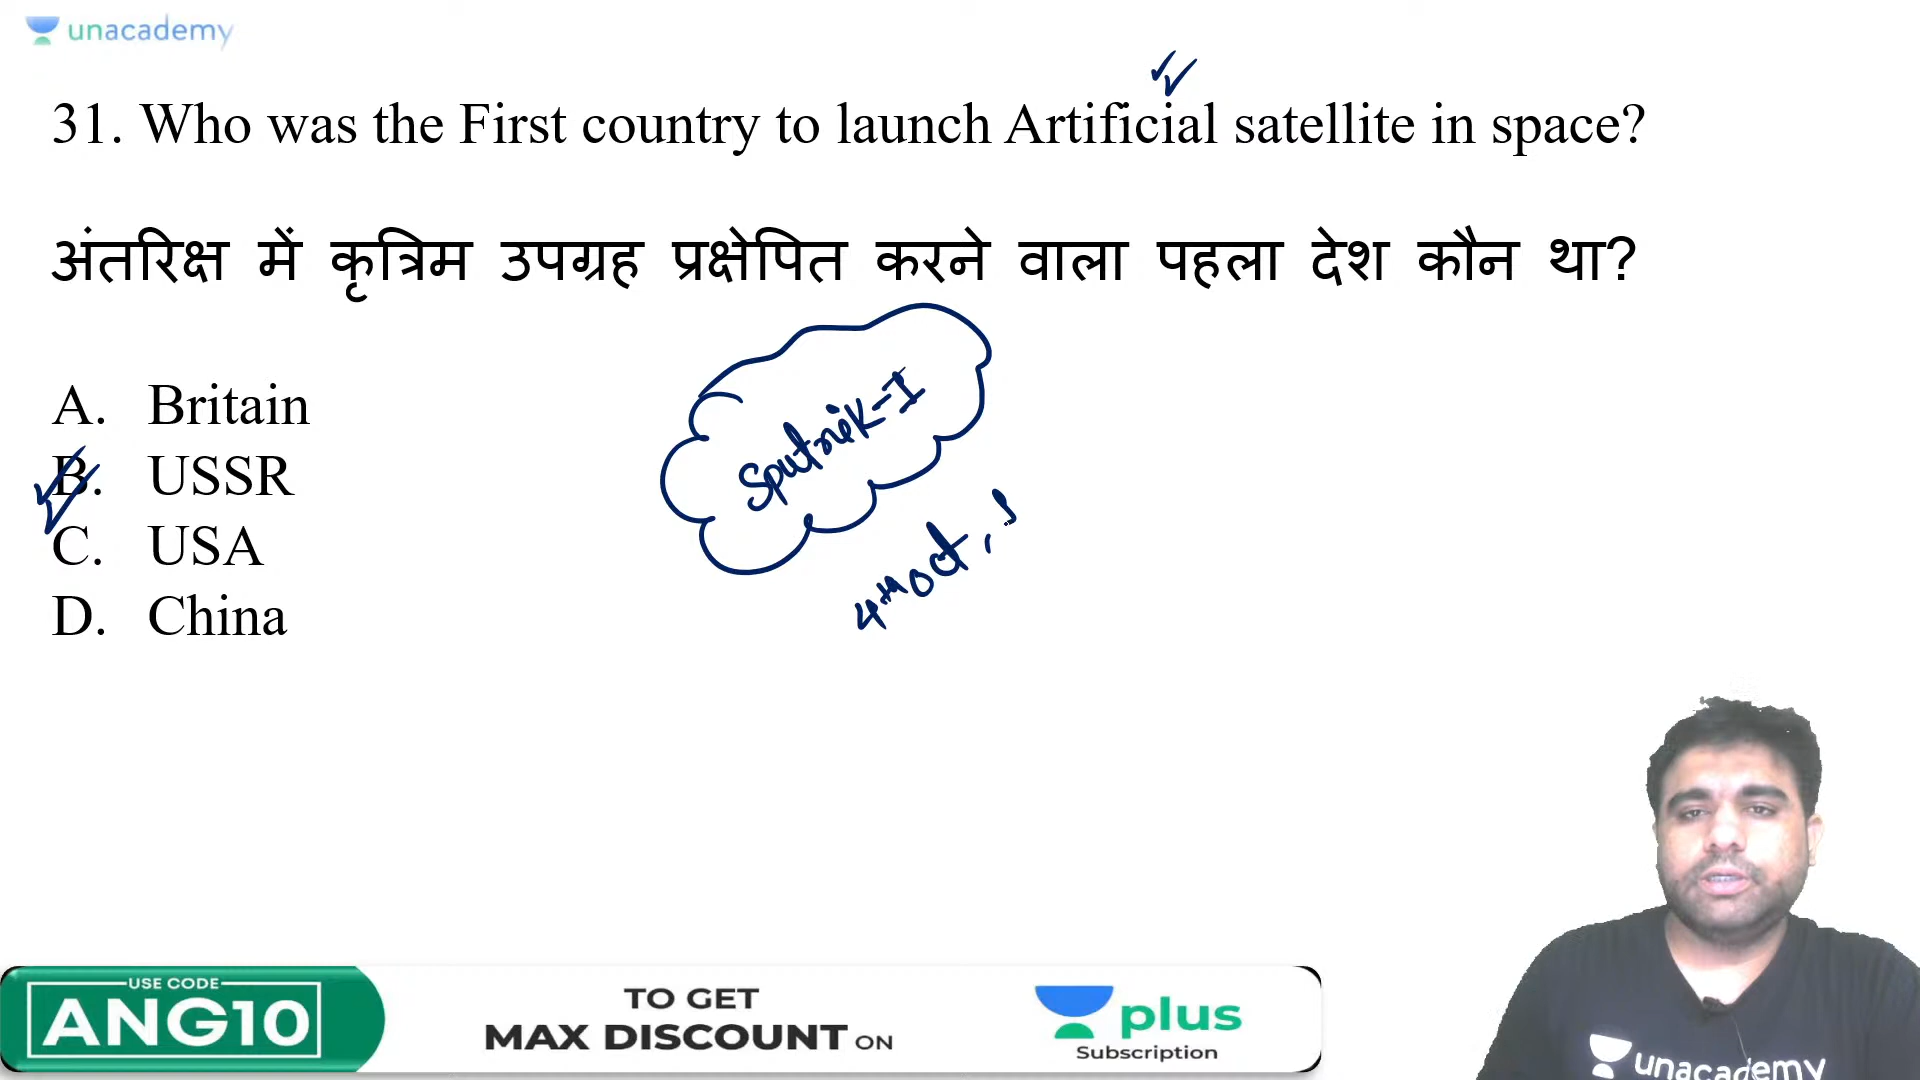 unacademy
31. Who was the First country to launch Artificial satellite in space?
अंतरिक्ष में कृत्रिम उपग्रह प्रक्षेपित करने वाला पहला देश कौन था?
A. Britain
B. USSR
C. USA
D. China
Sputnik-I
4th Oct, 1
USE CODE
ANG10
TO GET
MAX DISCOUNT ON
plus
Subscription
unacademy